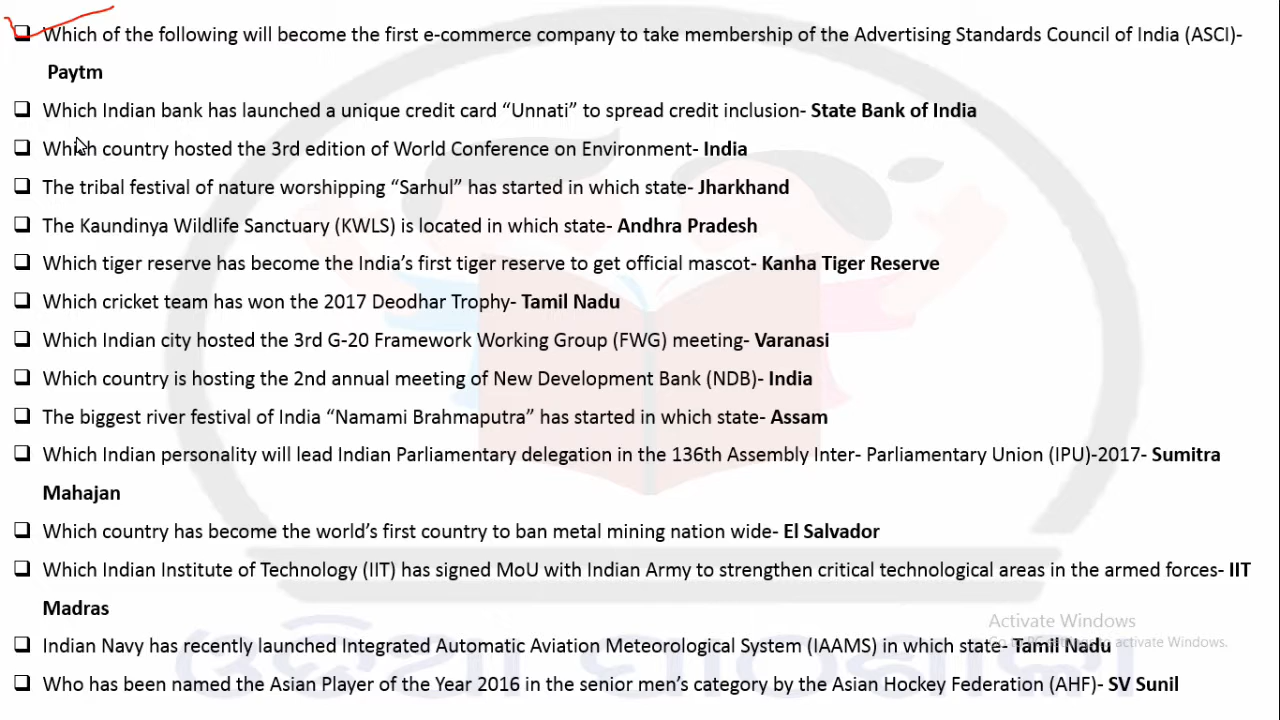 Which of the following will become the first e-commerce company to take membership of the Advertising Standards Council of India (ASCI)-
Paytm
Which Indian bank has launched a unique credit card “Unnati” to spread credit inclusion- State Bank of India
Which country hosted the 3rd edition of World Conference on Environment- India
The tribal festival of nature worshipping “Sarhul” has started in which state- Jharkhand
The Kaundinya Wildlife Sanctuary (KWLS) is located in which state- Andhra Pradesh
Which tiger reserve has become the India’s first tiger reserve to get official mascot- Kanha Tiger Reserve
Which cricket team has won the 2017 Deodhar Trophy- Tamil Nadu
Which Indian city hosted the 3rd G-20 Framework Working Group (FWG) meeting- Varanasi
Which country is hosting the 2nd annual meeting of New Development Bank (NDB)- India
The biggest river festival of India “Namami Brahmaputra” has started in which state- Assam
Which Indian personality will lead Indian Parliamentary delegation in the 136th Assembly Inter- Parliamentary Union (IPU)-2017- Sumitra
Mahajan
Which country has become the world’s first country to ban metal mining nation wide- El Salvador
Which Indian Institute of Technology (IIT) has signed MoU with Indian Army to strengthen critical technological areas in the armed forces- IIT
Madras
Activate Windows
Indian Navy has recently launched Integrated Automatic Aviation Meteorological System (IAAMS) in which state- Tamil Nadu
activate Windows.
Who has been named the Asian Player of the Year 2016 in the senior men’s category by the Asian Hockey Federation (AHF)- SV Sunil